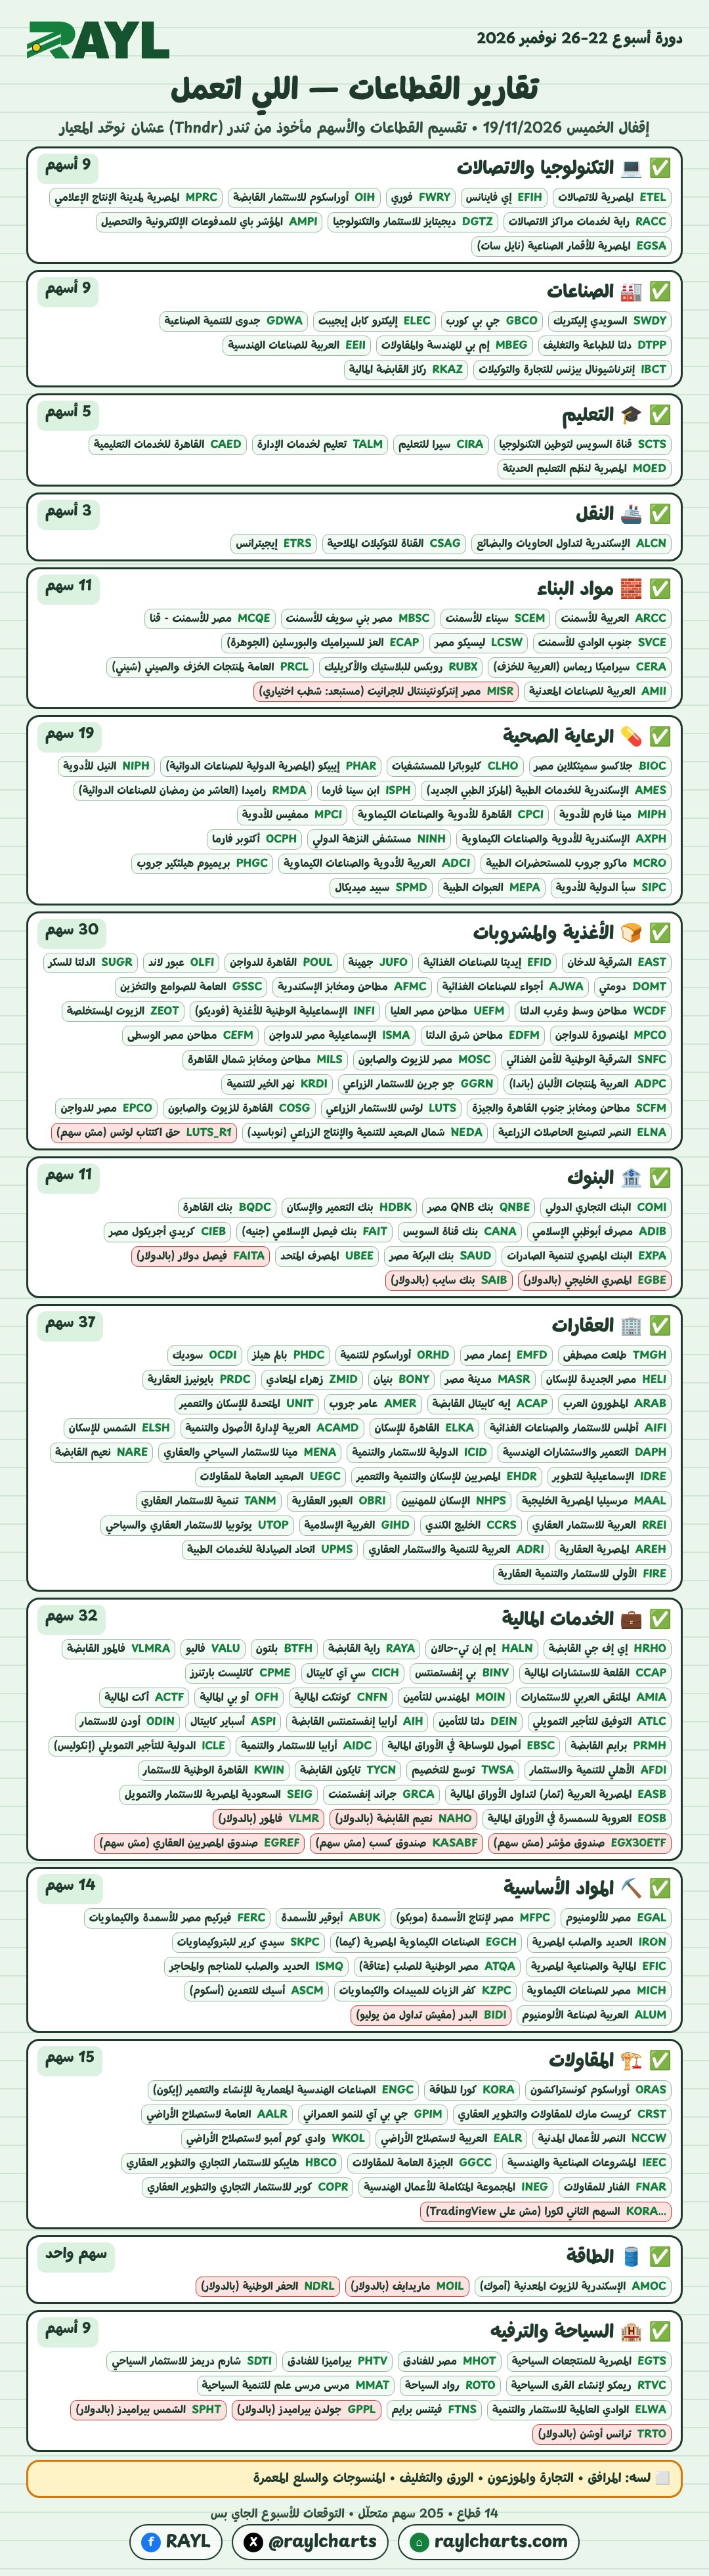 RAYL
دورة أسبوع 22-26 نوفمبر 2026
تقارير القطاعات — اللي اتعمل
إقفال الخميس 19/11/2026 • تقسيم القطاعات والأسهم مأخوذ من ثندر (Thndr) عشان نوحّد المعيار
✅ 💻 التكنولوجيا والاتصالات 9 أسهم
ETEL المصرية للاتصالات EFIH إي فاينانس FWRY فوري OIH أوراسكوم للاستثمار القابضة MPRC المصرية لمدينة الإنتاج الإعلامي
RACC راية لخدمات مراكز الاتصالات DGTZ ديجيتايز للاستثمار والتكنولوجيا AMPI المؤشر باي للمدفوعات الإلكترونية والتحصيل
EGSA المصرية للأقمار الصناعية (نايل سات)
✅ 🏭 الصناعات 9 أسهم
SWDY السويدي إليكتريك GBCO جي بي كورب ELEC إليكترو كابل إيجيبت GDWA جدوى للتنمية الصناعية
DTPP دلتا للطباعة والتغليف MBEG إم بي للهندسة والمقاولات EEII العربية للصناعات الهندسية
IBCT إنترناشيونال بيزنس للتجارة والتوكيلات RKAZ ركاز القابضة المالية
✅ 🎓 التعليم 5 أسهم
SCTS قناة السويس لتوطين التكنولوجيا CIRA سيرا للتعليم TALM تعليم لخدمات الإدارة CAED القاهرة للخدمات التعليمية
MOED المصرية لنظم التعليم الحديثة
✅ 🚢 النقل 3 أسهم
ALCN الإسكندرية لتداول الحاويات والبضائع CSAG القناة للتوكيلات الملاحية ETRS إيجيترانس
✅ 🧱 مواد البناء 11 سهم
ARCC العربية للأسمنت SCEM سيناء للأسمنت MBSC مصر بني سويف للأسمنت MCQE مصر للأسمنت - قنا
SVCE جنوب الوادي للأسمنت LCSW ليسيكو مصر ECAP العز للسيراميك والبورسلين (الجوهرة)
CERA سيراميكا ريماس (العربية للخزف) RUBX روبكس للبلاستيك والأكريليك PRCL العامة لمنتجات الخزف والصيني (شيني)
AMII العربية للصناعات المعدنية MISR مصر إنتركونتيننتال للجرانيت (مستبعد: شطب اختياري)
✅ 💊 الرعاية الصحية 19 سهم
BIOC جلاكسو سميثكلاين مصر CLHO كليوباترا للمستشفيات PHAR إيبيكو (المصرية الدولية للصناعات الدوائية) NIPH النيل للأدوية
AMES الإسكندرية للخدمات الطبية (المركز الطبي الجديد) ISPH ابن سينا فارما RMDA راميدا (العاشر من رمضان للصناعات الدوائية)
MIPH مينا فارم للأدوية CPCI القاهرة للأدوية والصناعات الكيماوية MPCI ممفيس للأدوية
AXPH الإسكندرية للأدوية والصناعات الكيماوية NINH مستشفى النزهة الدولي OCPH أكتوبر فارما
MCRO ماكرو جروب للمستحضرات الطبية ADCI العربية للأدوية والصناعات الكيماوية PHGC بريميوم هيلثكير جروب
SIPC سبأ الدولية للأدوية MEPA العبوات الطبية SPMD سبيد ميديكال
✅ 🍞 الأغذية والمشروبات 30 سهم
EAST الشرقية للدخان EFID إيديتا للصناعات الغذائية JUFO جهينة POUL القاهرة للدواجن OLFI عبور لاند SUGR الدلتا للسكر
DOMT دومتي AJWA أجواء للصناعات الغذائية AFMC مطاحن ومخابز الإسكندرية GSSC العامة للصوامع والتخزين
WCDF مطاحن وسط وغرب الدلتا UEFM مطاحن مصر العليا INFI الإسماعيلية الوطنية للأغذية (فوديكو) ZEOT الزيوت المستخلصة
MPCO المنصورة للدواجن EDFM مطاحن شرق الدلتا ISMA الإسماعيلية مصر للدواجن CEFM مطاحن مصر الوسطى
SNFC الشرقية الوطنية للأمن الغذائي MOSC مصر للزيوت والصابون MILS مطاحن ومخابز شمال القاهرة
ADPC العربية لمنتجات الألبان (باندا) GGRN جو جرين للاستثمار الزراعي KRDI نهر الخير للتنمية
SCFM مطاحن ومخابز جنوب القاهرة والجيزة LUTS لوتس للاستثمار الزراعي COSG القاهرة للزيوت والصابون EPCO مصر للدواجن
ELNA النصر لتصنيع الحاصلات الزراعية NEDA شمال الصعيد للتنمية والإنتاج الزراعي (نوباسيد) LUTS_R1 حق اكتتاب لوتس (مش سهم)
✅ 🏦 البنوك 11 سهم
COMI البنك التجاري الدولي QNBE بنك QNB مصر HDBK بنك التعمير والإسكان BQDC بنك القاهرة
ADIB مصرف أبوظبي الإسلامي CANA بنك قناة السويس FAIT بنك فيصل الإسلامي (جنيه) CIEB كريدي أجريكول مصر
EXPA البنك المصري لتنمية الصادرات SAUD بنك البركة مصر UBEE المصرف المتحد FAITA فيصل دولار (بالدولار)
EGBE المصري الخليجي (بالدولار) SAIB بنك سايب (بالدولار)
✅ 🏢 العقارات 37 سهم
TMGH طلعت مصطفى EMFD إعمار مصر ORHD أوراسكوم للتنمية PHDC بالم هيلز OCDI سوديك
HELI مصر الجديدة للإسكان MASR مدينة مصر BONY بنيان ZMID زهراء المعادي PRDC بايونيرز العقارية
ARAB المطورون العرب ACAP إيه كابيتال القابضة AMER عامر جروب UNIT المتحدة للإسكان والتعمير
AIFI أطلس للاستثمار والصناعات الغذائية ELKA القاهرة للإسكان ACAMD العربية لإدارة الأصول والتنمية ELSH الشمس للإسكان
DAPH التعمير والاستشارات الهندسية ICID الدولية للاستثمار والتنمية MENA مينا للاستثمار السياحي والعقاري NARE نعيم القابضة
IDRE الإسماعيلية للتطوير EHDR المصريين للإسكان والتنمية والتعمير UEGC الصعيد العامة للمقاولات
MAAL مرسيليا المصرية الخليجية NHPS الإسكان للمهنيين OBRI العبور العقارية TANM تنمية للاستثمار العقاري
RREI العربية للاستثمار العقاري CCRS الخليج الكندي GIHD الغربية الإسلامية UTOP يوتوبيا للاستثمار العقاري والسياحي
AREH المصرية العقارية ADRI العربية للتنمية والاستثمار العقاري UPMS اتحاد الصيادلة للخدمات الطبية
FIRE الأولى للاستثمار والتنمية العقارية
✅ 💼 الخدمات المالية 32 سهم
HRHO إي إف جي القابضة HALN إم إن تي-حالان RAYA راية القابضة BTFH بلتون VALU فاليو VLMRA فالمور القابضة
CCAP القلعة للاستشارات المالية BINV بي إنفستمنتس CICH سي آي كابيتال CPME كاتليست بارتنرز
AMIA الملتقى العربي للاستثمارات MOIN المهندس للتأمين CNFN كونتكت المالية OFH أو بي المالية ACTF أكت المالية
ATLC التوفيق للتأجير التمويلي DEIN دلتا للتأمين AIH أرابيا إنفستمنتس القابضة ASPI أسباير كابيتال ODIN أودن للاستثمار
PRMH برايم القابضة EBSC أصول للوساطة في الأوراق المالية AIDC أرابيا للاستثمار والتنمية ICLE الدولية للتأجير التمويلي (إنكوليس)
AFDI الأهلي للتنمية والاستثمار TWSA توسع للتخصيم TYCN تايكون القابضة KWIN القاهرة الوطنية للاستثمار
EASB المصرية العربية (ثمار) لتداول الأوراق المالية GRCA جراند إنفستمنت SEIG السعودية المصرية للاستثمار والتمويل
EOSB العروبة للسمسرة في الأوراق المالية NAHO نعيم القابضة (بالدولار) VLMR فالمور (بالدولار)
EGX30ETF صندوق مؤشر (مش سهم) KASABF صندوق كسب (مش سهم) EGREF صندوق المصريين العقاري (مش سهم)
✅ ⛏️ المواد الأساسية 14 سهم
EGAL مصر للألومنيوم MFPC مصر لإنتاج الأسمدة (موبكو) ABUK أبوقير للأسمدة FERC فيركيم مصر للأسمدة والكيماويات
IRON الحديد والصلب المصرية EGCH الصناعات الكيماوية المصرية (كيما) SKPC سيدي كرير للبتروكيماويات
EFIC المالية والصناعية المصرية ATQA مصر الوطنية للصلب (عتاقة) ISMQ الحديد والصلب للمناجم والمحاجر
MICH مصر للصناعات الكيماوية KZPC كفر الزيات للمبيدات والكيماويات ASCM أسيك للتعدين (أسكوم)
ALUM العربية لصناعة الألومنيوم BIDI البدر (مفيش تداول من يوليو)
✅ 🏗️ المقاولات 15 سهم
ORAS أوراسكوم كونستراكشون KORA كورا للطاقة ENGC الصناعات الهندسية المعمارية للإنشاء والتعمير (إيكون)
CRST كريست مارك للمقاولات والتطوير العقاري GPIM جي بي آي للنمو العمراني AALR العامة لاستصلاح الأراضي
NCCW النصر للأعمال المدنية EALR العربية لاستصلاح الأراضي WKOL وادي كوم أمبو لاستصلاح الأراضي
IEEC المشروعات الصناعية والهندسية GGCC الجيزة العامة للمقاولات HBCO هايبكو للاستثمار التجاري والتطوير العقاري
FNAR الفنار للمقاولات INEG المجموعة المتكاملة للأعمال الهندسية COPR كوبر للاستثمار التجاري والتطوير العقاري
KORA… السهم التاني لكورا (مش على TradingView)
✅ 🛢️ الطاقة سهم واحد
AMOC الإسكندرية للزيوت المعدنية (أموك) MOIL ماريدايف (بالدولار) NDRL الحفر الوطنية (بالدولار)
✅ 🏨 السياحة والترفيه 9 أسهم
EGTS المصرية للمنتجعات السياحية MHOT مصر للفنادق PHTV بيراميزا للفنادق SDTI شارم دريمز للاستثمار السياحي
RTVC ريمكو لإنشاء القرى السياحية ROTO رواد السياحة MMAT مرسى مرسى علم للتنمية السياحية
ELWA الوادي العالمية للاستثمار والتنمية FTNS فيتنس برايم GPPL جولدن بيراميدز (بالدولار) SPHT الشمس بيراميدز (بالدولار)
TRTO ترانس أوشن (بالدولار)
⬜ لسه: المرافق • التجارة والموزعون • الورق والتغليف • المنسوجات والسلع المعمرة
14 قطاع • 205 سهم متحلّل • التوقعات للأسبوع الجاي بس
RAYL @raylcharts raylcharts.com